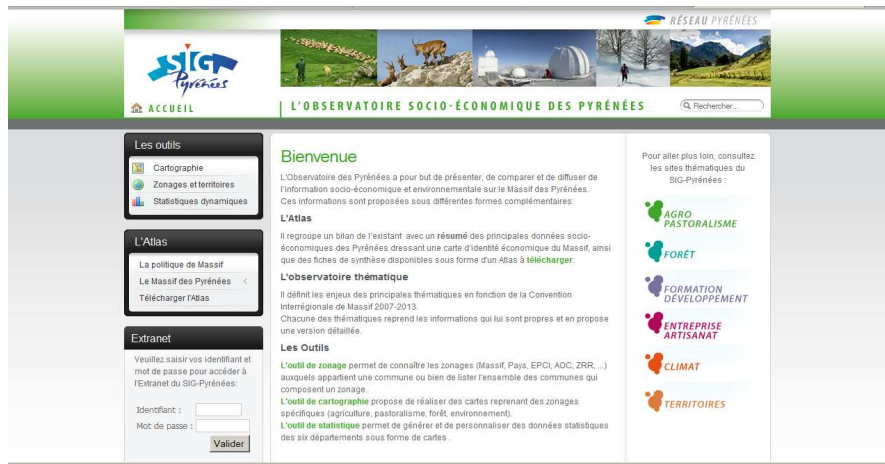 RÉSEAU PYRÉNÉES
SIG
Pyrénées
ACCUEIL
L'OBSERVATOIRE SOCIO-ÉCONOMIQUE DES PYRÉNÉES
Rechercher...
Les outils
Cartographie
Zonages et territoires
Statistiques dynamiques
L'Atlas
La politique de Massif
Le Massif des Pyrénées <
Télécharger l'Atlas
Extranet
Veuillez saisir vos identifiant et
mot de passe pour accéder à
l'Extranet du SIG-Pyrénées:
Identifiant :
Mot de passe :
Valider
Bienvenue
L'Observatoire des Pyrénées a pour but de présenter, de comparer et de diffuser de
l'information socio-économique et environnementale sur le Massif des Pyrénées.
Ces informations sont proposées sous différentes formes complémentaires:
L'Atlas
Il regroupe un bilan de l'existant avec un résumé des principales données socio-
économiques des Pyrénées dressant une carte d'identité économique du Massif, ainsi
que des fiches de synthèse disponibles sous forme d'un Atlas à télécharger.
L'observatoire thématique
Il définit les enjeux des principales thématiques en fonction de la Convention
Interrégionale de Massif 2007-2013.
Chacune des thématiques reprend les informations qui lui sont propres et en propose
une version détaillée.
Les Outils
L'outil de zonage permet de connaître les zonages (Massif, Pays, EPCI, AOC, ZRR, ...)
auxquels appartient une commune ou bien de lister l'ensemble des communes qui
composent un zonage.
L'outil de cartographie propose de réaliser des cartes reprenant des zonages
spécifiques (agriculture, pastoralisme, forêt, environnement).
L'outil de statistique permet de générer et de personnaliser des données statistiques
des six départements sous forme de cartes .
Pour aller plus loin, consultez
les sites thématiques du
SIG-Pyrénées :
AGRO
PASTORALISME
FORÊT
FORMATION
DÉVELOPPEMENT
ENTREPRISE
ARTISANAT
CLIMAT
TERRITOIRES